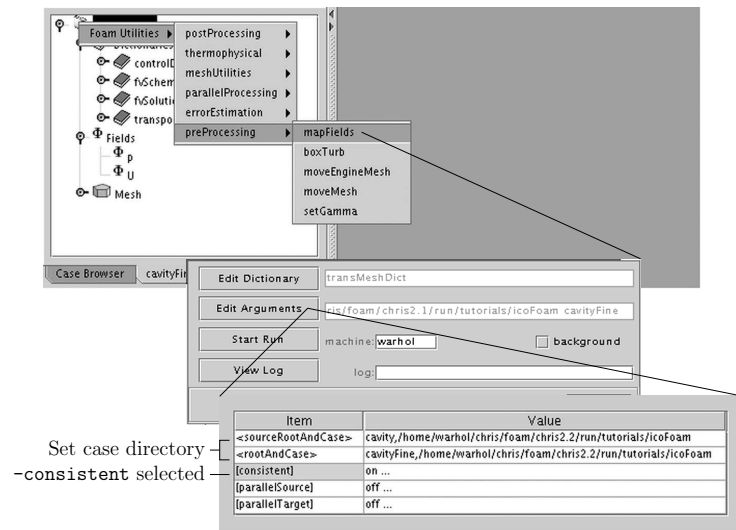 Foam Utilities
postProcessing
thermophysical
meshUtilities
parallelProcessing
errorEstimation
preProcessing
mapFields
boxTurb
moveEngineMesh
moveMesh
setGamma
Dictionaries
controlD
fvSchem
fvSoluti
transpo
Fields
p
U
Mesh
Case Browser
cavityFi
Edit Dictionary
transMeshDict
Edit Arguments
cis/foam/chris2.1/run/tutorials/icoFoam cavityFine
Start Run
machine: warhol
background
View Log
log:
Item Value
<sourceRootAndCase> cavity,/home/warhol/chris/foam/chris2.2/run/tutorials/icoFoam
<rootAndCase> cavityFine,/home/warhol/chris/foam/chris2.2/run/tutorials/icoFoam
[consistent] on ...
[parallelSource] off ...
[parallelTarget] off ...
Set case directory
-consistent selected